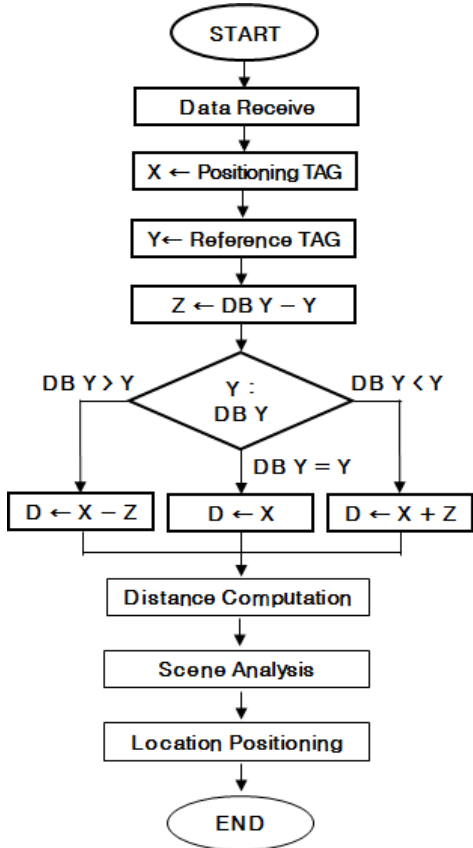 START
Data Receive
X ← Positioning TAG
Y← Reference TAG
Z ← DB Y − Y
DB Y > Y
Y :
DB Y
DB Y < Y
DB Y = Y
D ← X − Z
D ← X
D ← X + Z
Distance Computation
Scene Analysis
Location Positioning
END